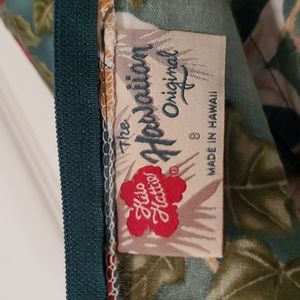 The
Hawaiian
Original
8
MADE IN HAWAII
Hilo
Hattie
®